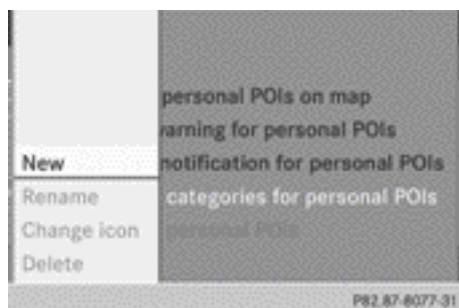 personal POIs on map
arning for personal POIs
New notification for personal POIs
Rename categories for personal POIs
Change icon personal POIs
Delete
P82.87-8077-31